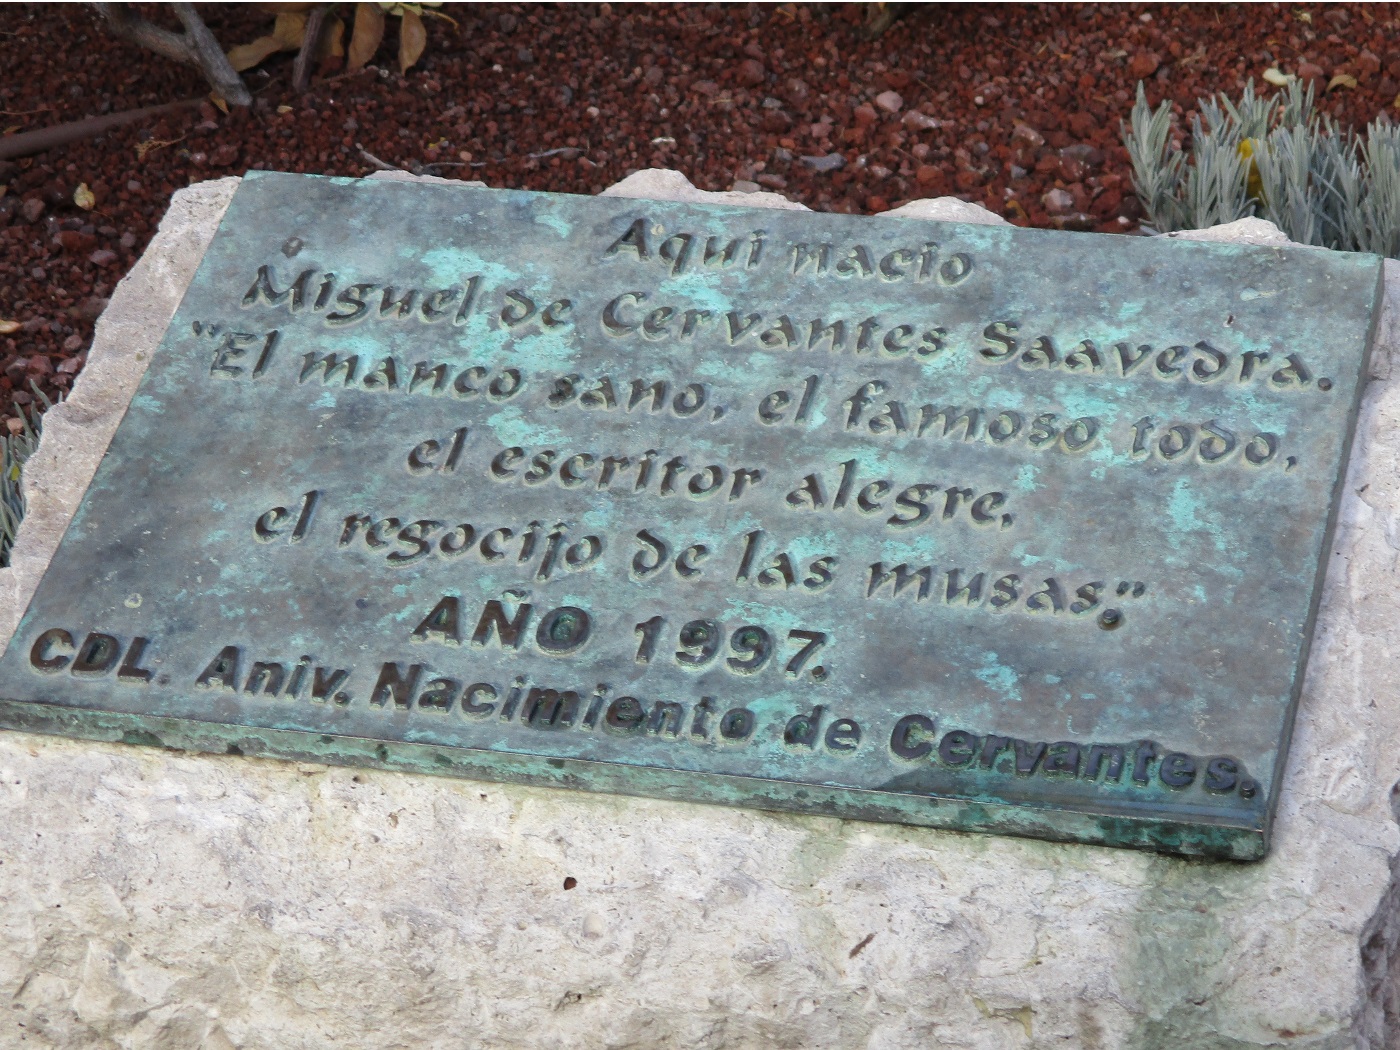 Aqui nacio
Miguel de Cervantes Saavedra.
"El manco sano, el famoso todo,
el escritor alegre,
el regocijo de las musas,"
AÑO 1997.
CDL. Aniv. Nacimiento de Cervantes.